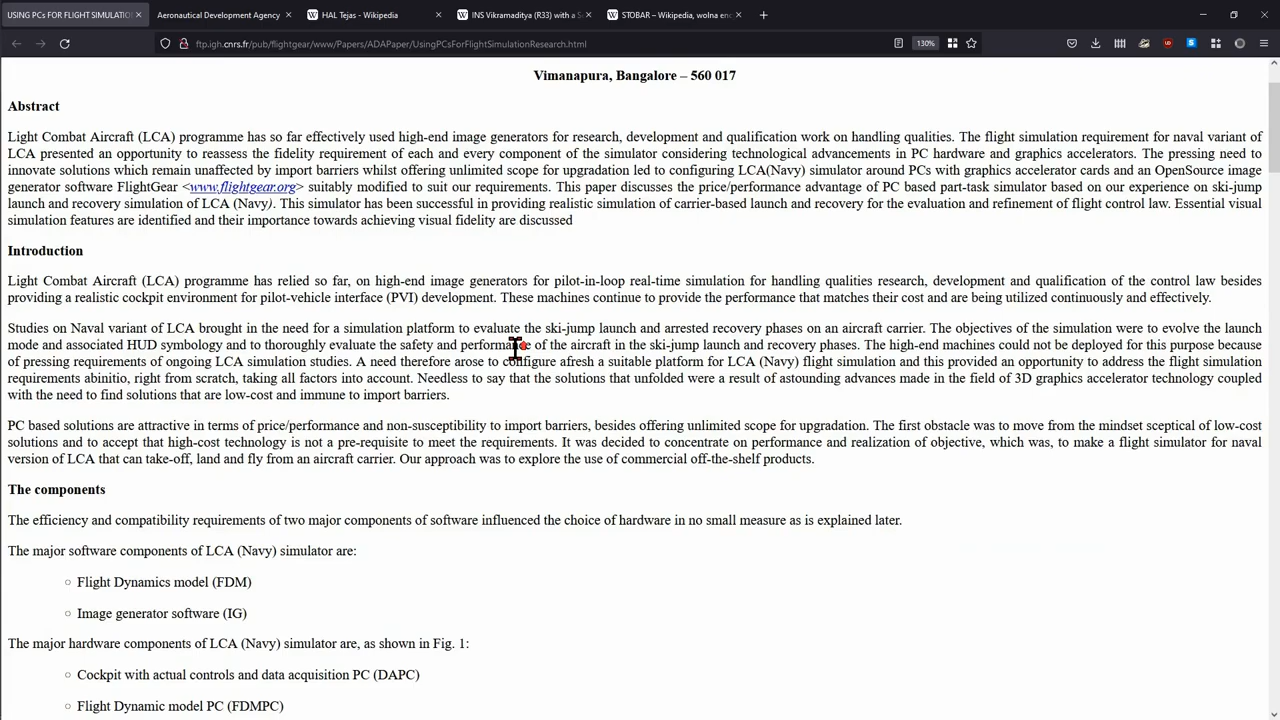 USING PCs FOR FLIGHT SIMULATIO
Aeronautical Development Agency
HAL Tejas - Wikipedia
INS Vikramaditya (R33) with a S
STOBAR – Wikipedia, wolna en
ftp.igh.cnrs.fr/pub/flightgear/www/Papers/ADAPaper/UsingPCsForFlightSimulationResearch.html
130%
Vimanapura, Bangalore – 560 017
Abstract
Light Combat Aircraft (LCA) programme has so far effectively used high-end image generators for research, development and qualification work on handling qualities. The flight simulation requirement for naval variant of
LCA presented an opportunity to reassess the fidelity requirement of each and every component of the simulator considering technological advancements in PC hardware and graphics accelerators. The pressing need to
innovate solutions which remain unaffected by import barriers whilst offering unlimited scope for upgradation led to configuring LCA(Navy) simulator around PCs with graphics accelerator cards and an OpenSource image
generator software FlightGear <www.flightgear.org> suitably modified to suit our requirements. This paper discusses the price/performance advantage of PC based part-task simulator based on our experience on ski-jump
launch and recovery simulation of LCA (Navy). This simulator has been successful in providing realistic simulation of carrier-based launch and recovery for the evaluation and refinement of flight control law. Essential visual
simulation features are identified and their importance towards achieving visual fidelity are discussed
Introduction
Light Combat Aircraft (LCA) programme has relied so far, on high-end image generators for pilot-in-loop real-time simulation for handling qualities research, development and qualification of the control law besides
providing a realistic cockpit environment for pilot-vehicle interface (PVI) development. These machines continue to provide the performance that matches their cost and are being utilized continuously and effectively.
Studies on Naval variant of LCA brought in the need for a simulation platform to evaluate the ski-jump launch and arrested recovery phases on an aircraft carrier. The objectives of the simulation were to evolve the launch
mode and associated HUD symbology and to thoroughly evaluate the safety and performance of the aircraft in the ski-jump launch and recovery phases. The high-end machines could not be deployed for this purpose because
of pressing requirements of ongoing LCA simulation studies. A need therefore arose to configure afresh a suitable platform for LCA (Navy) flight simulation and this provided an opportunity to address the flight simulation
requirements abinitio, right from scratch, taking all factors into account. Needless to say that the solutions that unfolded were a result of astounding advances made in the field of 3D graphics accelerator technology coupled
with the need to find solutions that are low-cost and immune to import barriers.
PC based solutions are attractive in terms of price/performance and non-susceptibility to import barriers, besides offering unlimited scope for upgradation. The first obstacle was to move from the mindset sceptical of low-cost
solutions and to accept that high-cost technology is not a pre-requisite to meet the requirements. It was decided to concentrate on performance and realization of objective, which was, to make a flight simulator for naval
version of LCA that can take-off, land and fly from an aircraft carrier. Our approach was to explore the use of commercial off-the-shelf products.
The components
The efficiency and compatibility requirements of two major components of software influenced the choice of hardware in no small measure as is explained later.
The major software components of LCA (Navy) simulator are:
Flight Dynamics model (FDM)
Image generator software (IG)
The major hardware components of LCA (Navy) simulator are, as shown in Fig. 1:
Cockpit with actual controls and data acquisition PC (DAPC)
Flight Dynamic model PC (FDMPC)